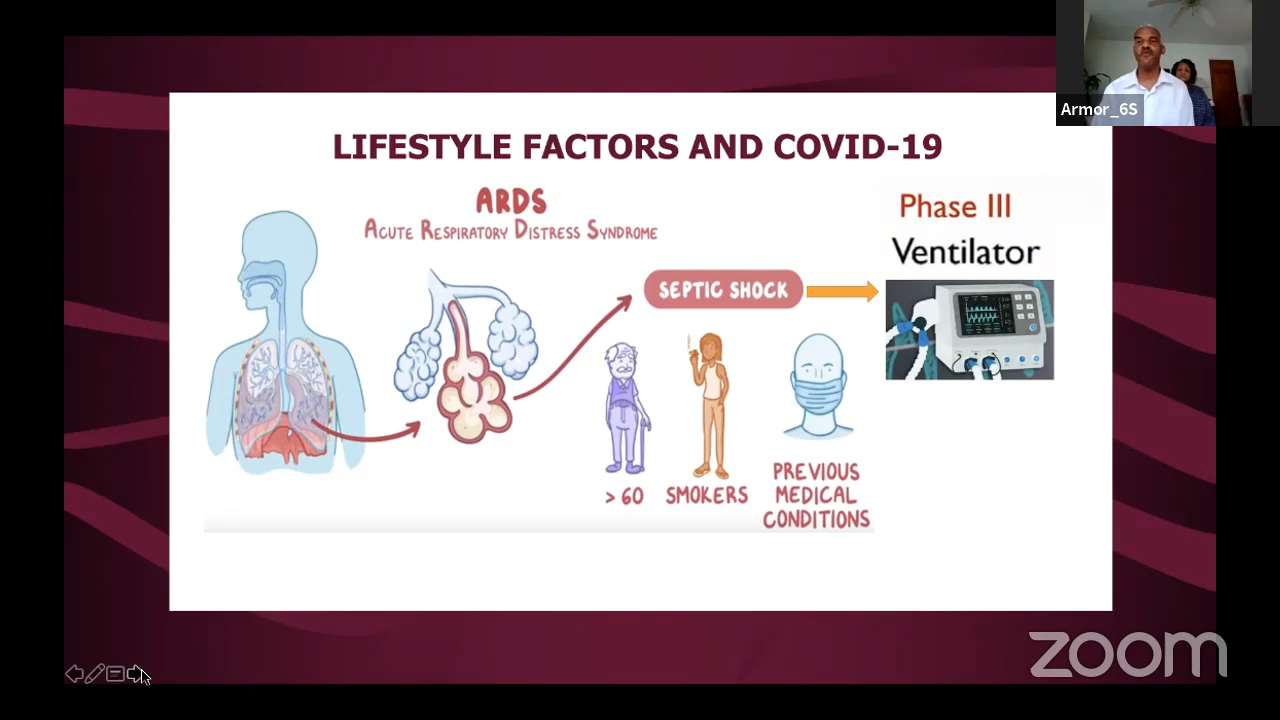 Armor_6S
LIFESTYLE FACTORS AND COVID-19
ARDS
ACUTE RESPIRATORY DISTRESS SYNDROME
Phase III
Ventilator
SEPTIC SHOCK
> 60
SMOKERS
PREVIOUS
MEDICAL
CONDITIONS
zoom